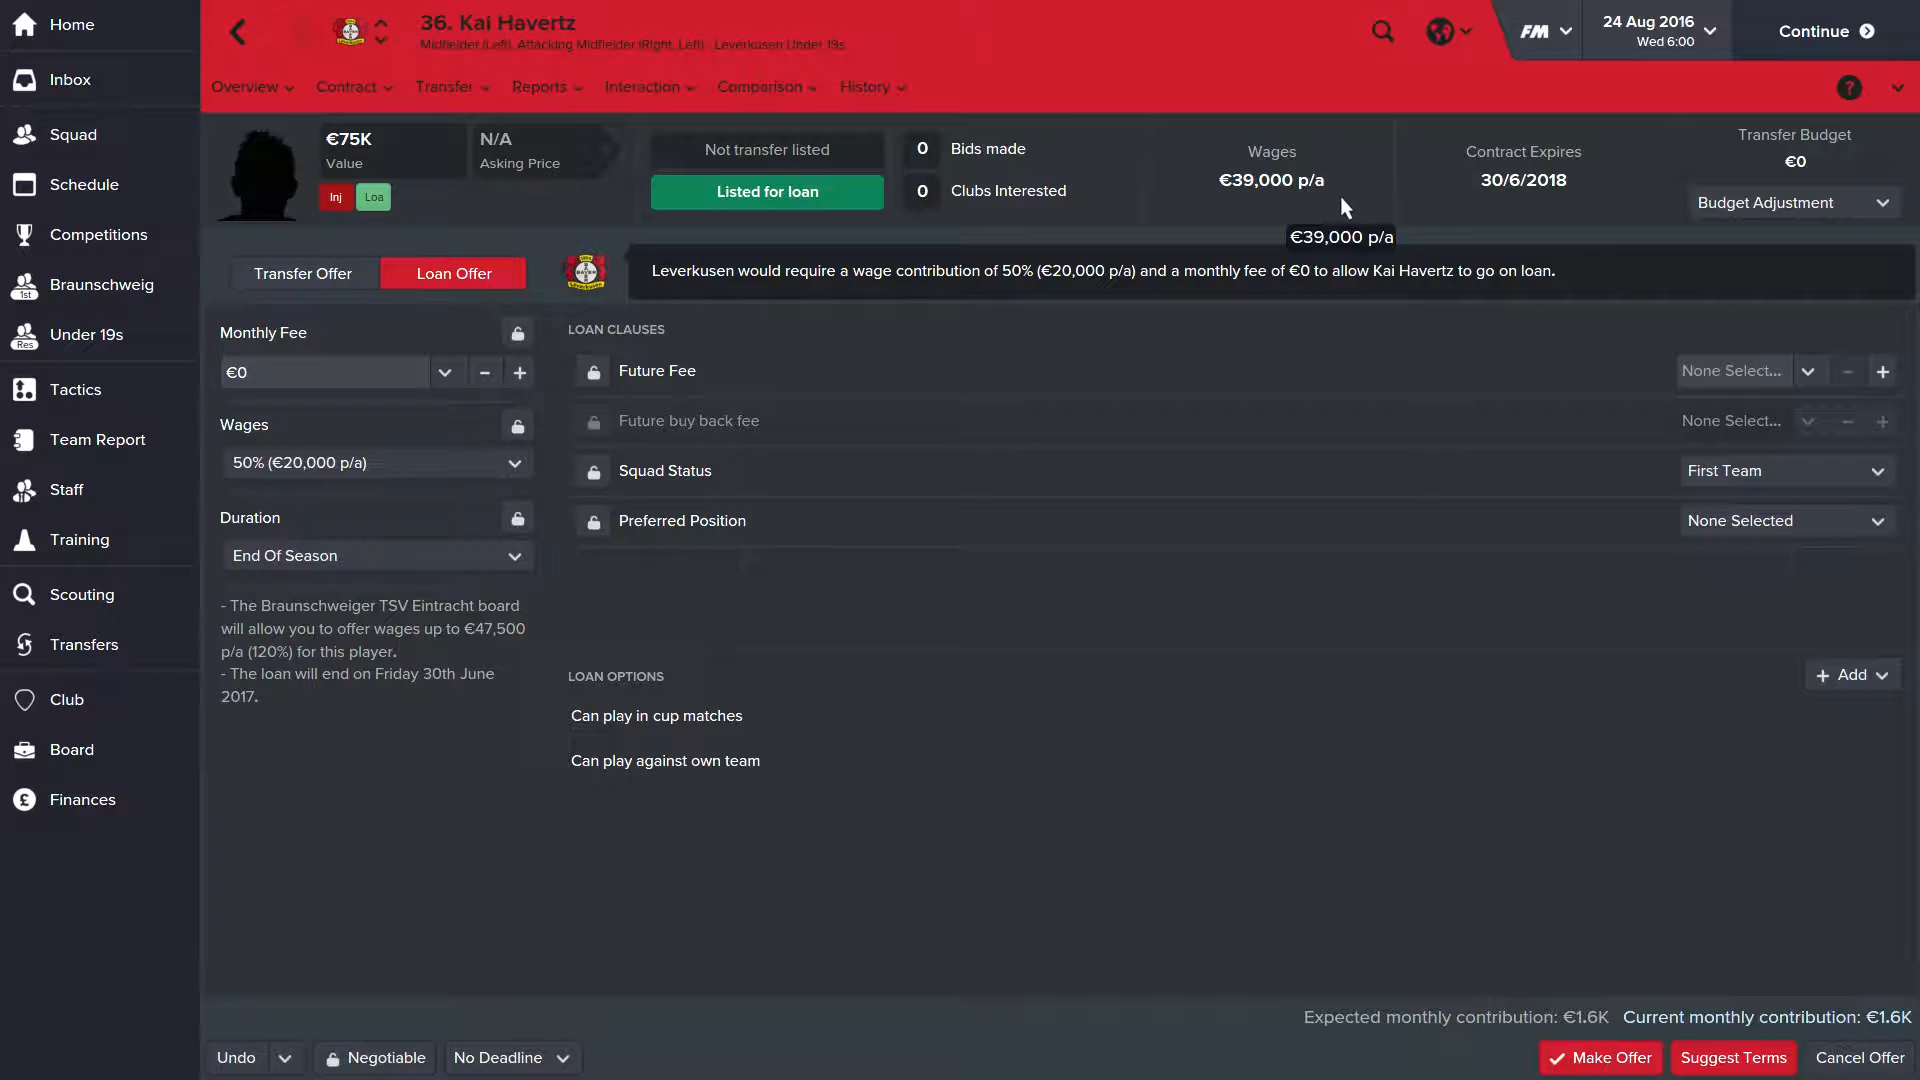 Home
Inbox
Squad
Schedule
Competitions
1st
Braunschweig
Res
Under 19s
Tactics
Team Report
Staff
Training
Scouting
Transfers
Club
Board
Finances
36. Kai Havertz
Midfielder (Left), Attacking Midfielder (Right, Left) - Leverkusen Under 19s
FM
24 Aug 2016
Wed 6:00
Continue
Overview
Contract
Transfer
Reports
Interaction
Comparison
History
?
€75K
Value
N/A
Asking Price
Inj
Loa
Not transfer listed
Listed for loan
0 Bids made
0 Clubs Interested
Wages
€39,000 p/a
€39,000 p/a
Contract Expires
30/6/2018
Transfer Budget
€0
Budget Adjustment
Transfer Offer
Loan Offer
Leverkusen would require a wage contribution of 50% (€20,000 p/a) and a monthly fee of €0 to allow Kai Havertz to go on loan.
Monthly Fee
€0
Wages
50% (€20,000 p/a)
Duration
End Of Season
- The Braunschweiger TSV Eintracht board
will allow you to offer wages up to €47,500
p/a (120%) for this player.
- The loan will end on Friday 30th June
2017.
LOAN CLAUSES
Future Fee
None Select...
Future buy back fee
None Select...
Squad Status
First Team
Preferred Position
None Selected
LOAN OPTIONS
Add
Can play in cup matches
Can play against own team
Expected monthly contribution: €1.6K
Current monthly contribution: €1.6K
Undo
Negotiable
No Deadline
Make Offer
Suggest Terms
Cancel Offer